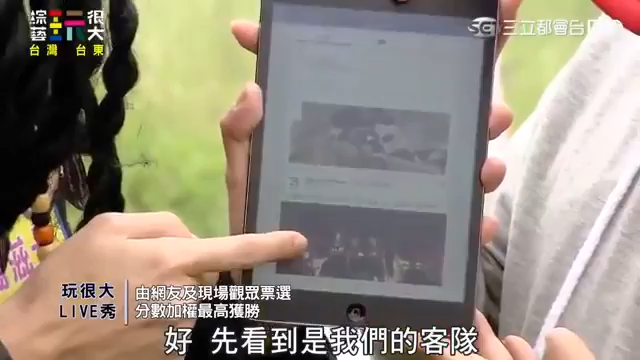 綜藝玩很大
台灣 台東
三立都會台
玩很大 由網友及現場觀眾票選
LIVE秀 分數加權最高獲勝
好 先看到是我們的客隊